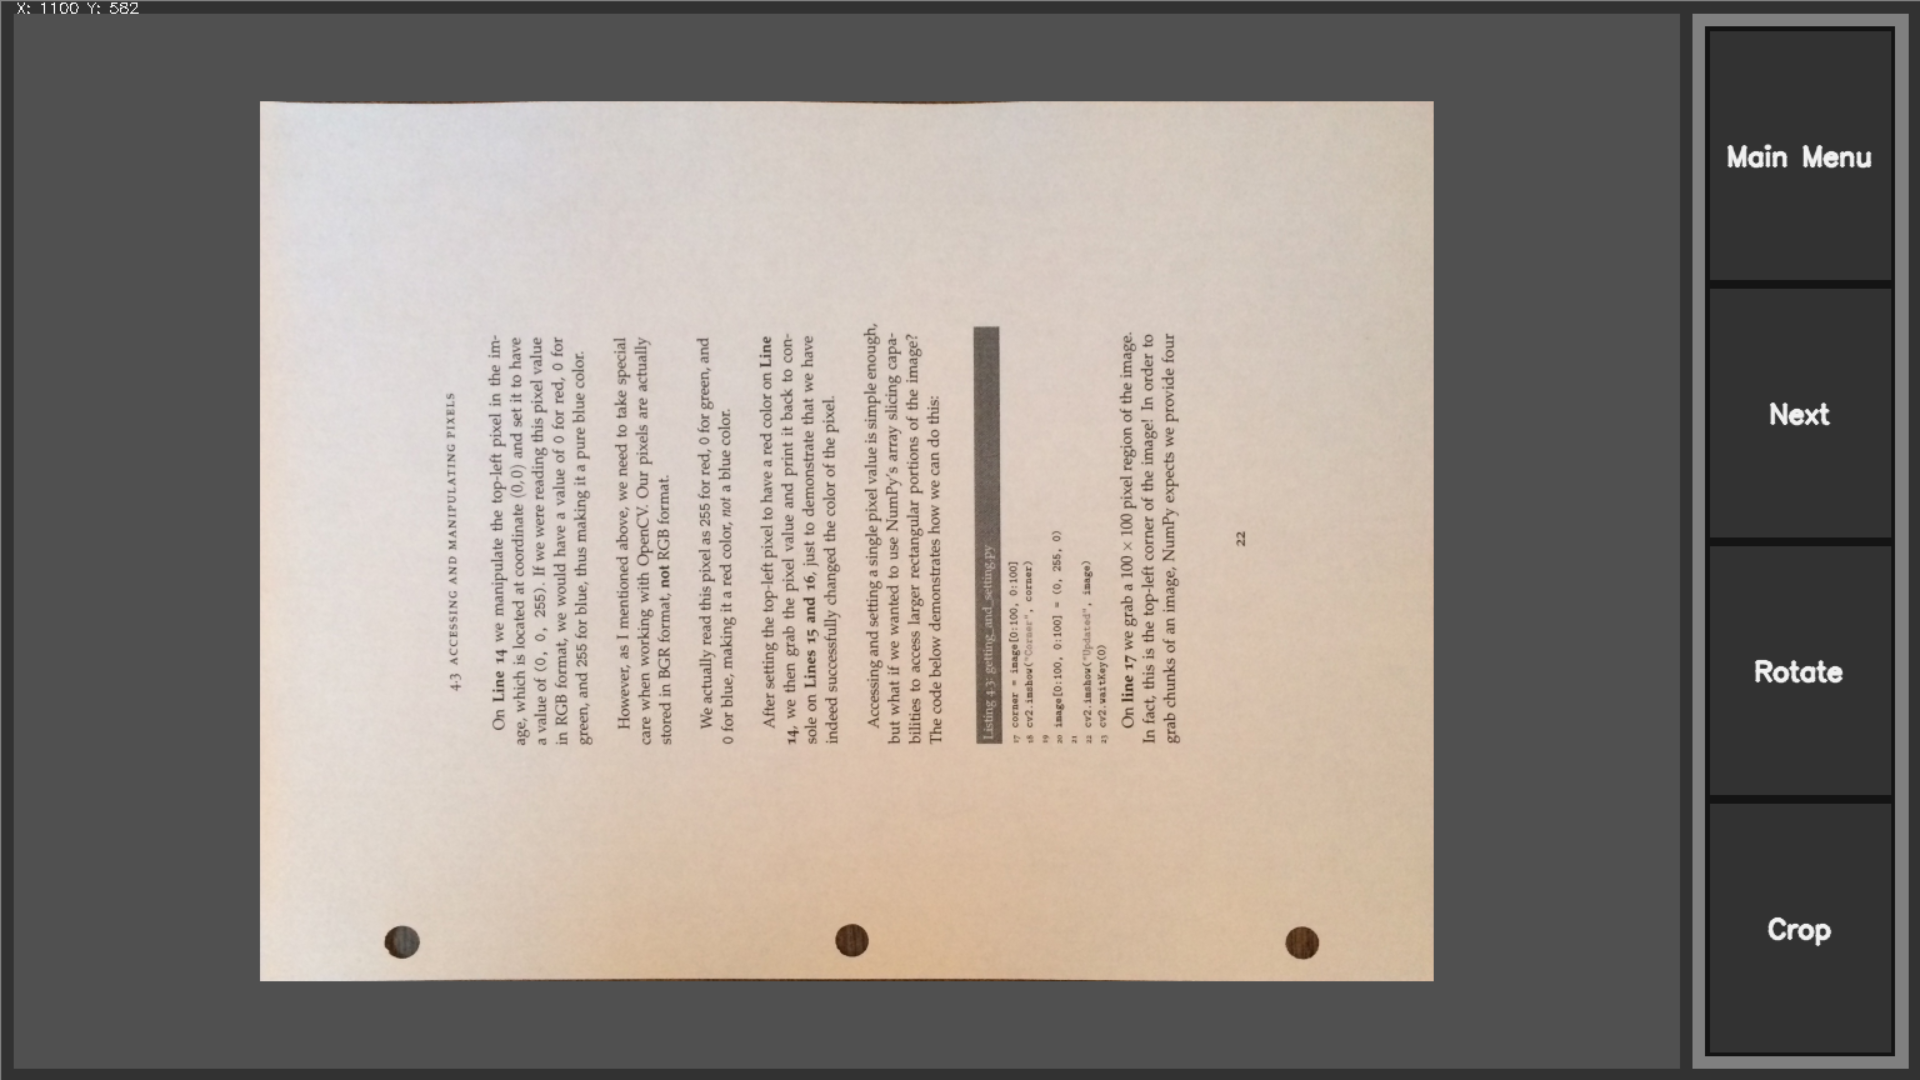 X: 1100 Y: 582
4.3 ACCESSING AND MANIPULATING PIXELS
On Line 14 we manipulate the top-left pixel in the im-
age, which is located at coordinate (0,0) and set it to have
a value of (0, 0, 255). If we were reading this pixel value
in RGB format, we would have a value of 0 for red, 0 for
green, and 255 for blue, thus making it a pure blue color.
However, as I mentioned above, we need to take special
care when working with OpenCV. Our pixels are actually
stored in BGR format, not RGB format.
We actually read this pixel as 255 for red, 0 for green, and
0 for blue, making it a red color, not a blue color.
After setting the top-left pixel to have a red color on Line
14, we then grab the pixel value and print it back to con-
sole on Lines 15 and 16, just to demonstrate that we have
indeed successfully changed the color of the pixel.
Accessing and setting a single pixel value is simple enough,
but what if we wanted to use NumPy's array slicing capa-
bilities to access larger rectangular portions of the image?
The code below demonstrates how we can do this:
Listing 4.3: getting_and_setting.py
17 corner = image[0:100, 0:100]
18 cv2.imshow("Corner", corner)
19
20 image[0:100, 0:100] = (0, 255, 0)
21
22 cv2.imshow("Updated", image)
23 cv2.waitKey(0)
On line 17 we grab a 100 × 100 pixel region of the image.
In fact, this is the top-left corner of the image! In order to
grab chunks of an image, NumPy expects we provide four
22
Main Menu
Next
Rotate
Crop